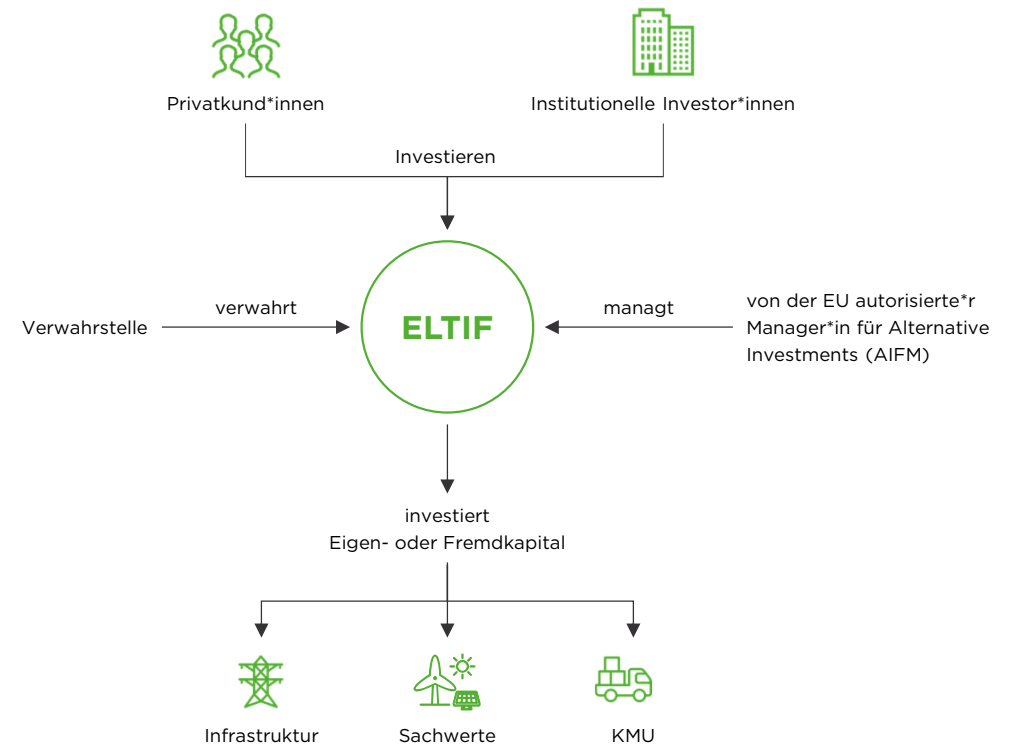 Privatkund*innen
Institutionelle Investor*innen
Investieren
Verwahrstelle
verwahrt
ELTIF
managt
von der EU autorisierte*r
Manager*in für Alternative
Investments (AIFM)
investiert
Eigen- oder Fremdkapital
Infrastruktur
Sachwerte
KMU